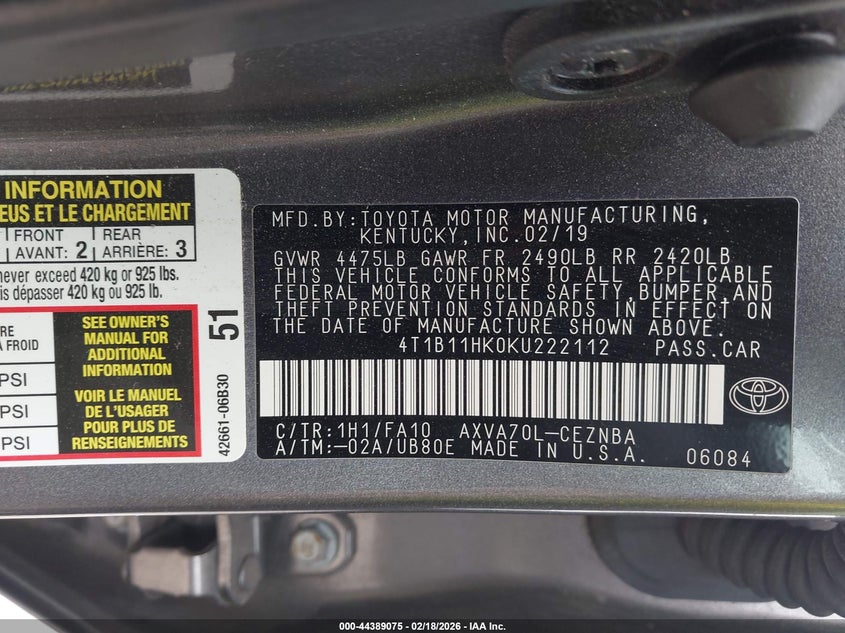 INFORMATION
EUS ET LE CHARGEMENT
FRONT
AVANT: 2
REAR
ARRIÈRE: 3
never exceed 420 kg or 925 lbs.
is dépasser 420 kg ou 925 lb.
RE
A FROID
PSI
PSI
PSI
SEE OWNER'S
MANUAL FOR
ADDITIONAL
INFORMATION
VOIR LE MANUEL
DE L'USAGER
POUR PLUS DE
RENSEIGNEMENTS
51
42661-06B30
MFD.BY:TOYOTA MOTOR MANUFACTURING,
KENTUCKY,INC.02/19
GVWR 4475LB GAWR FR 2490LB RR 2420LB
THIS VEHICLE CONFORMS TO ALL APPLICABLE
FEDERAL MOTOR VEHICLE SAFETY,BUMPER,AND
THEFT PREVENTION STANDARDS IN EFFECT ON
THE DATE OF MANUFACTURE SHOWN ABOVE.
4T1B11HK0KU222112 PASS.CAR
C/TR:1H1/FA10 AXVA70L-CEZNBA
A/TM:-02A/UB80E MADE IN U.S.A. 06084
000-44389075 - 02/18/2026 - IAA Inc.